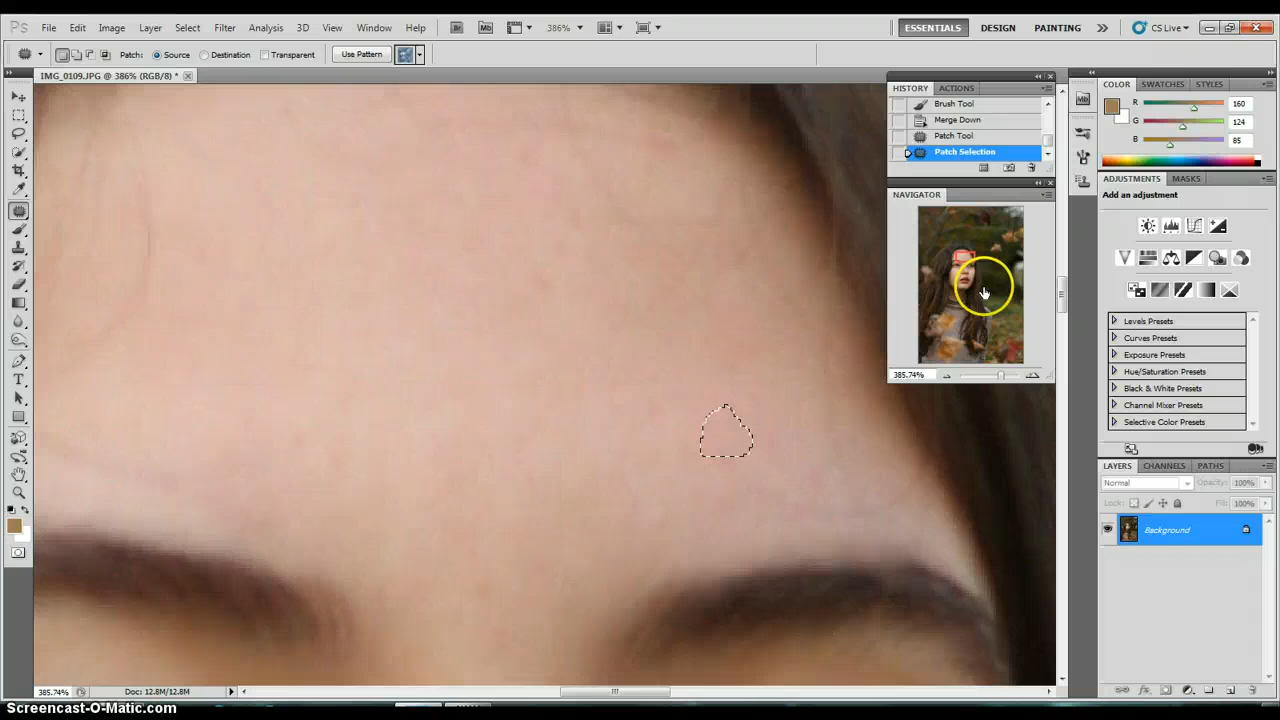 Ps File Edit Image Layer Select Filter Analysis 3D View Window Help Br Mb 386% ESSENTIALS DESIGN PAINTING CS Live
Patch: Source Destination Transparent Use Pattern
IMG_0109.JPG @ 386% (RGB/8) *
HISTORY ACTIONS
Brush Tool
Merge Down
Patch Tool
Patch Selection
NAVIGATOR
385.74%
Mb
COLOR SWATCHES STYLES
R 160
G 124
B 85
ADJUSTMENTS MASKS
Add an adjustment
Levels Presets
Curves Presets
Exposure Presets
Hue/Saturation Presets
Black & White Presets
Channel Mixer Presets
Selective Color Presets
LAYERS CHANNELS PATHS
Normal Opacity: 100%
Lock: Fill: 100%
Background
385.74% Doc: 12.8M/12.8M
Screencast-O-Matic.com